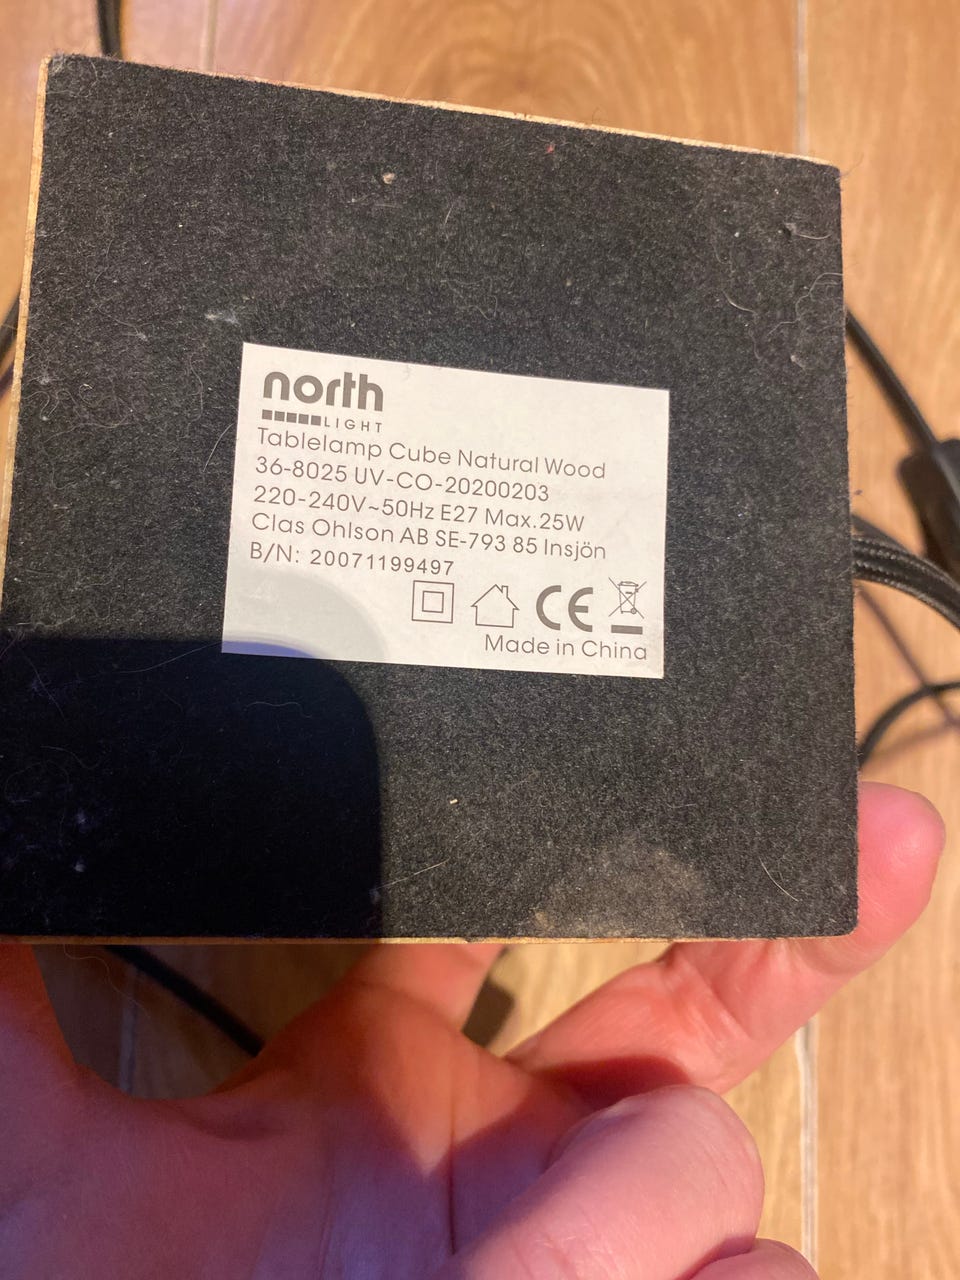 north
LIGHT
Tablelamp Cube Natural Wood
36-8025 UV-CO-20200203
220-240V~50Hz E27 Max.25W
Clas Ohlson AB SE-793 85 Insjön
B/N: 20071199497
CE
Made in China